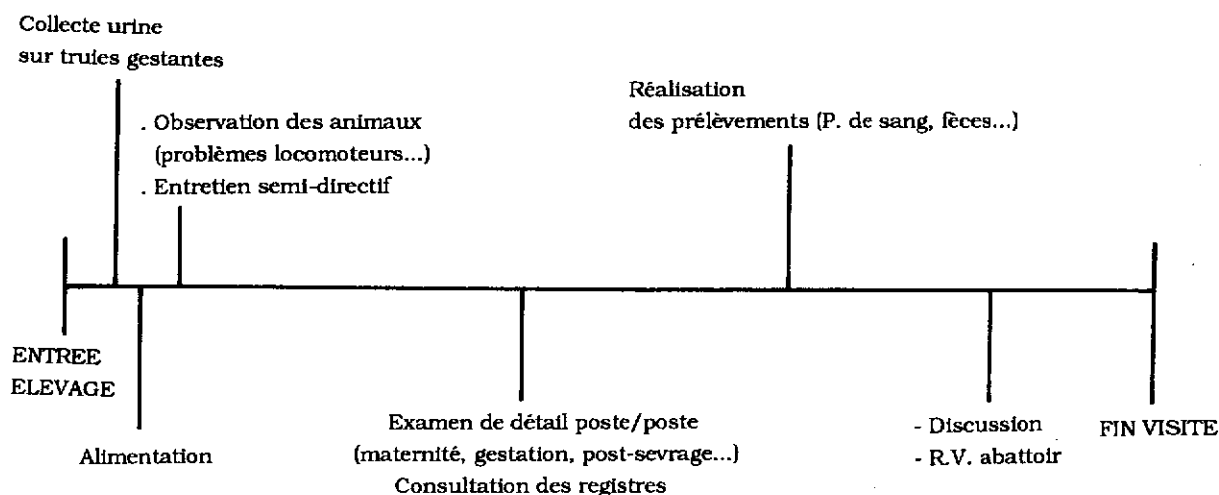 Collecte urine
sur truies gestantes
. Observation des animaux
(problèmes locomoteurs...)
. Entretien semi-directif
Réalisation
des prélèvements (P. de sang, fèces...)
ENTREE
ELEVAGE
Alimentation
Examen de détail poste/poste
(maternité, gestation, post-sevrage...)
Consultation des registres
- Discussion
- R.V. abattoir
FIN VISITE